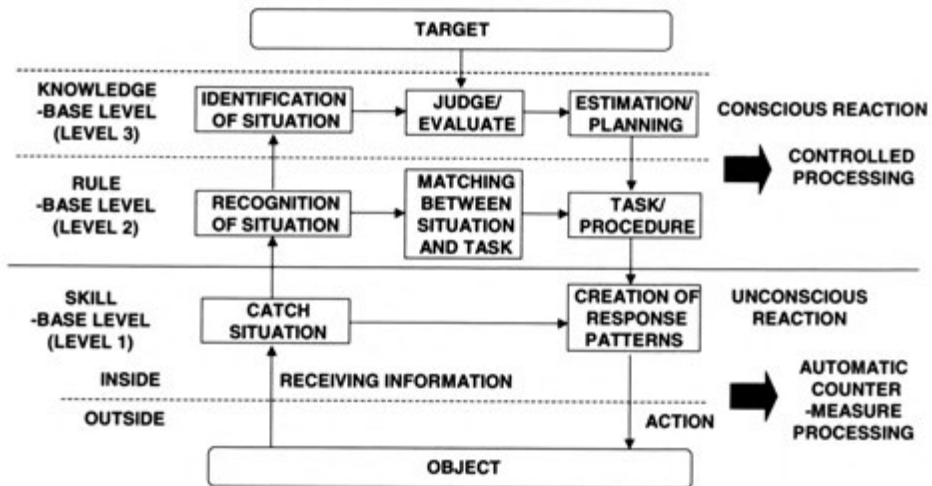 TARGET
KNOWLEDGE
-BASE LEVEL
(LEVEL 3)
IDENTIFICATION
OF SITUATION
JUDGE/
EVALUATE
ESTIMATION/
PLANNING
CONSCIOUS REACTION
CONTROLLED
PROCESSING
RULE
-BASE LEVEL
(LEVEL 2)
RECOGNITION
OF SITUATION
MATCHING
BETWEEN
SITUATION
AND TASK
TASK/
PROCEDURE
SKILL
-BASE LEVEL
(LEVEL 1)
CATCH
SITUATION
CREATION OF
RESPONSE
PATTERNS
UNCONSCIOUS
REACTION
INSIDE
RECEIVING INFORMATION
AUTOMATIC
COUNTER
-MEASURE
PROCESSING
OUTSIDE
ACTION
OBJECT